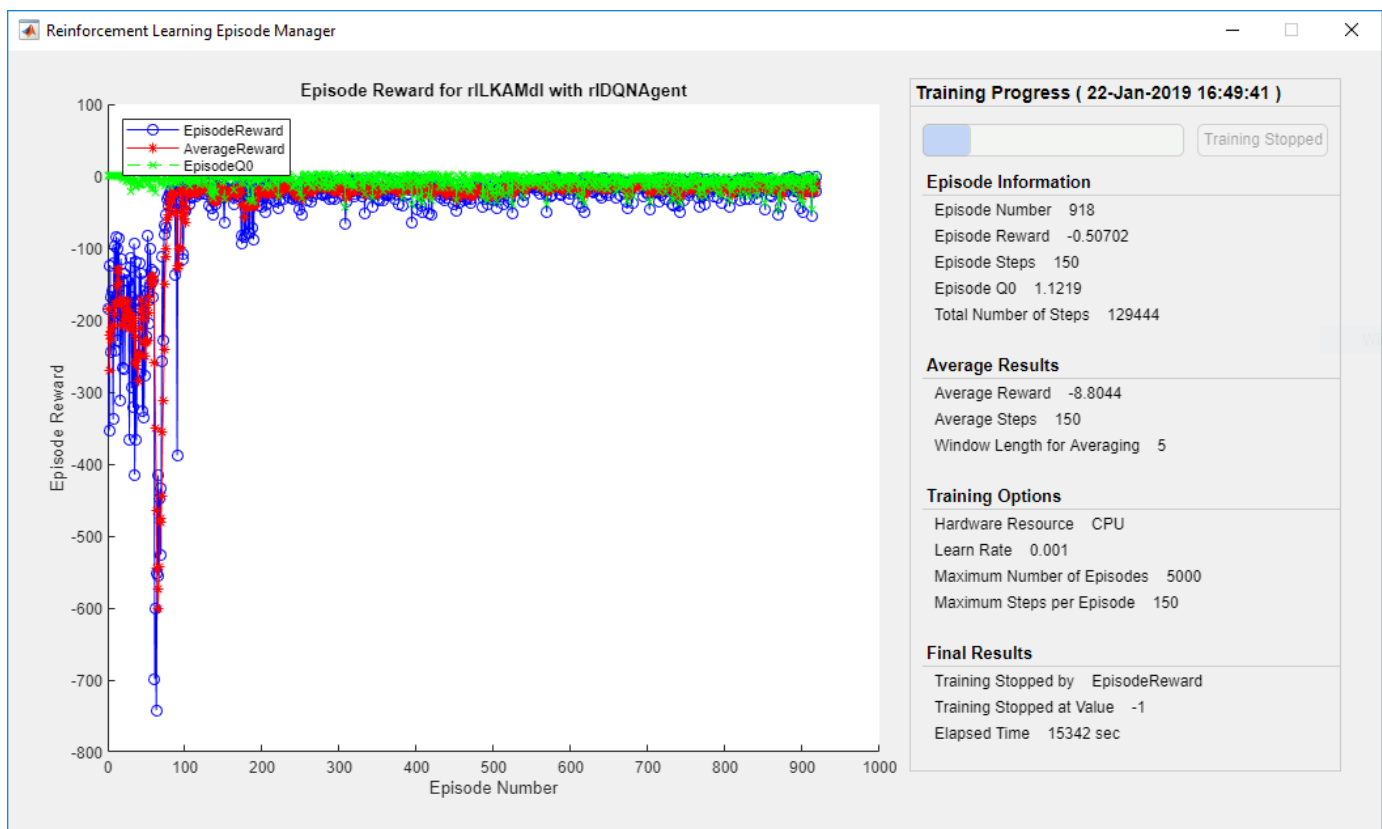 Reinforcement Learning Episode Manager
Episode Reward for rlLKAMdl with rlDQNAgent
100
0
-100
-200
-300
-400
-500
-600
-700
-800
Episode Reward
EpisodeReward
AverageReward
EpisodeQ0
0 100 200 300 400 500 600 700 800 900 1000
Episode Number
Training Progress ( 22-Jan-2019 16:49:41 )
Training Stopped
Episode Information
Episode Number 918
Episode Reward -0.50702
Episode Steps 150
Episode Q0 1.1219
Total Number of Steps 129444
Average Results
Average Reward -8.8044
Average Steps 150
Window Length for Averaging 5
Training Options
Hardware Resource CPU
Learn Rate 0.001
Maximum Number of Episodes 5000
Maximum Steps per Episode 150
Final Results
Training Stopped by EpisodeReward
Training Stopped at Value -1
Elapsed Time 15342 sec